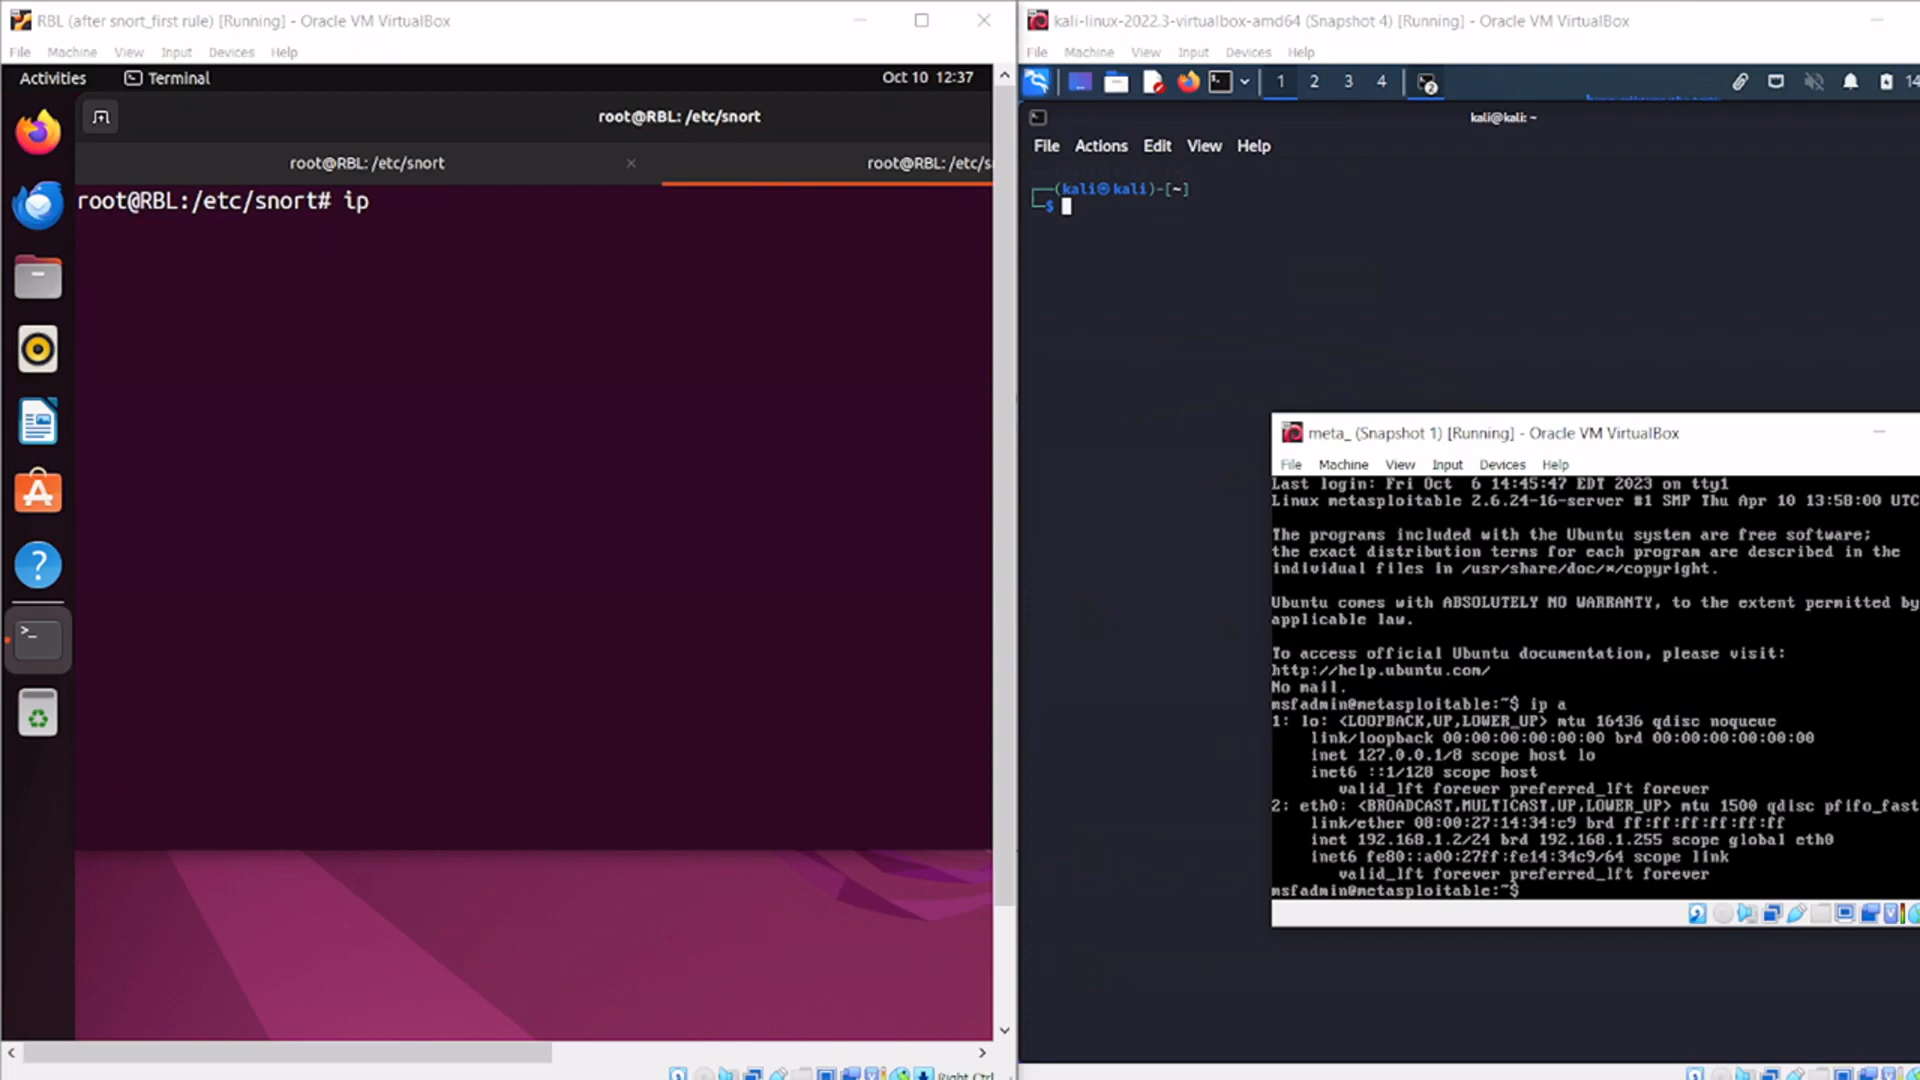 RBL (after snort_first rule) [Running] - Oracle VM VirtualBox
File Machine View Input Devices Help
Activities Terminal Oct 10 12:37
root@RBL: /etc/snort
root@RBL: /etc/snort × root@RBL: /etc/s
root@RBL:/etc/snort# ip
Right Ctrl
kali-linux-2022.3-virtualbox-amd64 (Snapshot 4) [Running] - Oracle VM VirtualBox
File Machine View Input Devices Help
1 2 3 4 2 14
kali@kali: ~
File Actions Edit View Help
(kali㉿kali)-[~]
$
meta_ (Snapshot 1) [Running] - Oracle VM VirtualBox
File Machine View Input Devices Help
Last login: Fri Oct  6 14:45:47 EDT 2023 on tty1
Linux metasploitable 2.6.24-16-server #1 SMP Thu Apr 10 13:58:00 UTC
The programs included with the Ubuntu system are free software;
the exact distribution terms for each program are described in the
individual files in /usr/share/doc/*/copyright.
Ubuntu comes with ABSOLUTELY NO WARRANTY, to the extent permitted by
applicable law.
To access official Ubuntu documentation, please visit:
http://help.ubuntu.com/
No mail.
msfadmin@metasploitable:~$ ip a
1: lo: <LOOPBACK,UP,LOWER_UP> mtu 16436 qdisc noqueue
link/loopback 00:00:00:00:00:00 brd 00:00:00:00:00:00
inet 127.0.0.1/8 scope host lo
inet6 ::1/128 scope host
valid_lft forever preferred_lft forever
2: eth0: <BROADCAST,MULTICAST,UP,LOWER_UP> mtu 1500 qdisc pfifo_fast
link/ether 08:00:27:14:34:c9 brd ff:ff:ff:ff:ff:ff
inet 192.168.1.2/24 brd 192.168.1.255 scope global eth0
inet6 fe80::a00:27ff:fe14:34c9/64 scope link
valid_lft forever preferred_lft forever
msfadmin@metasploitable:~$